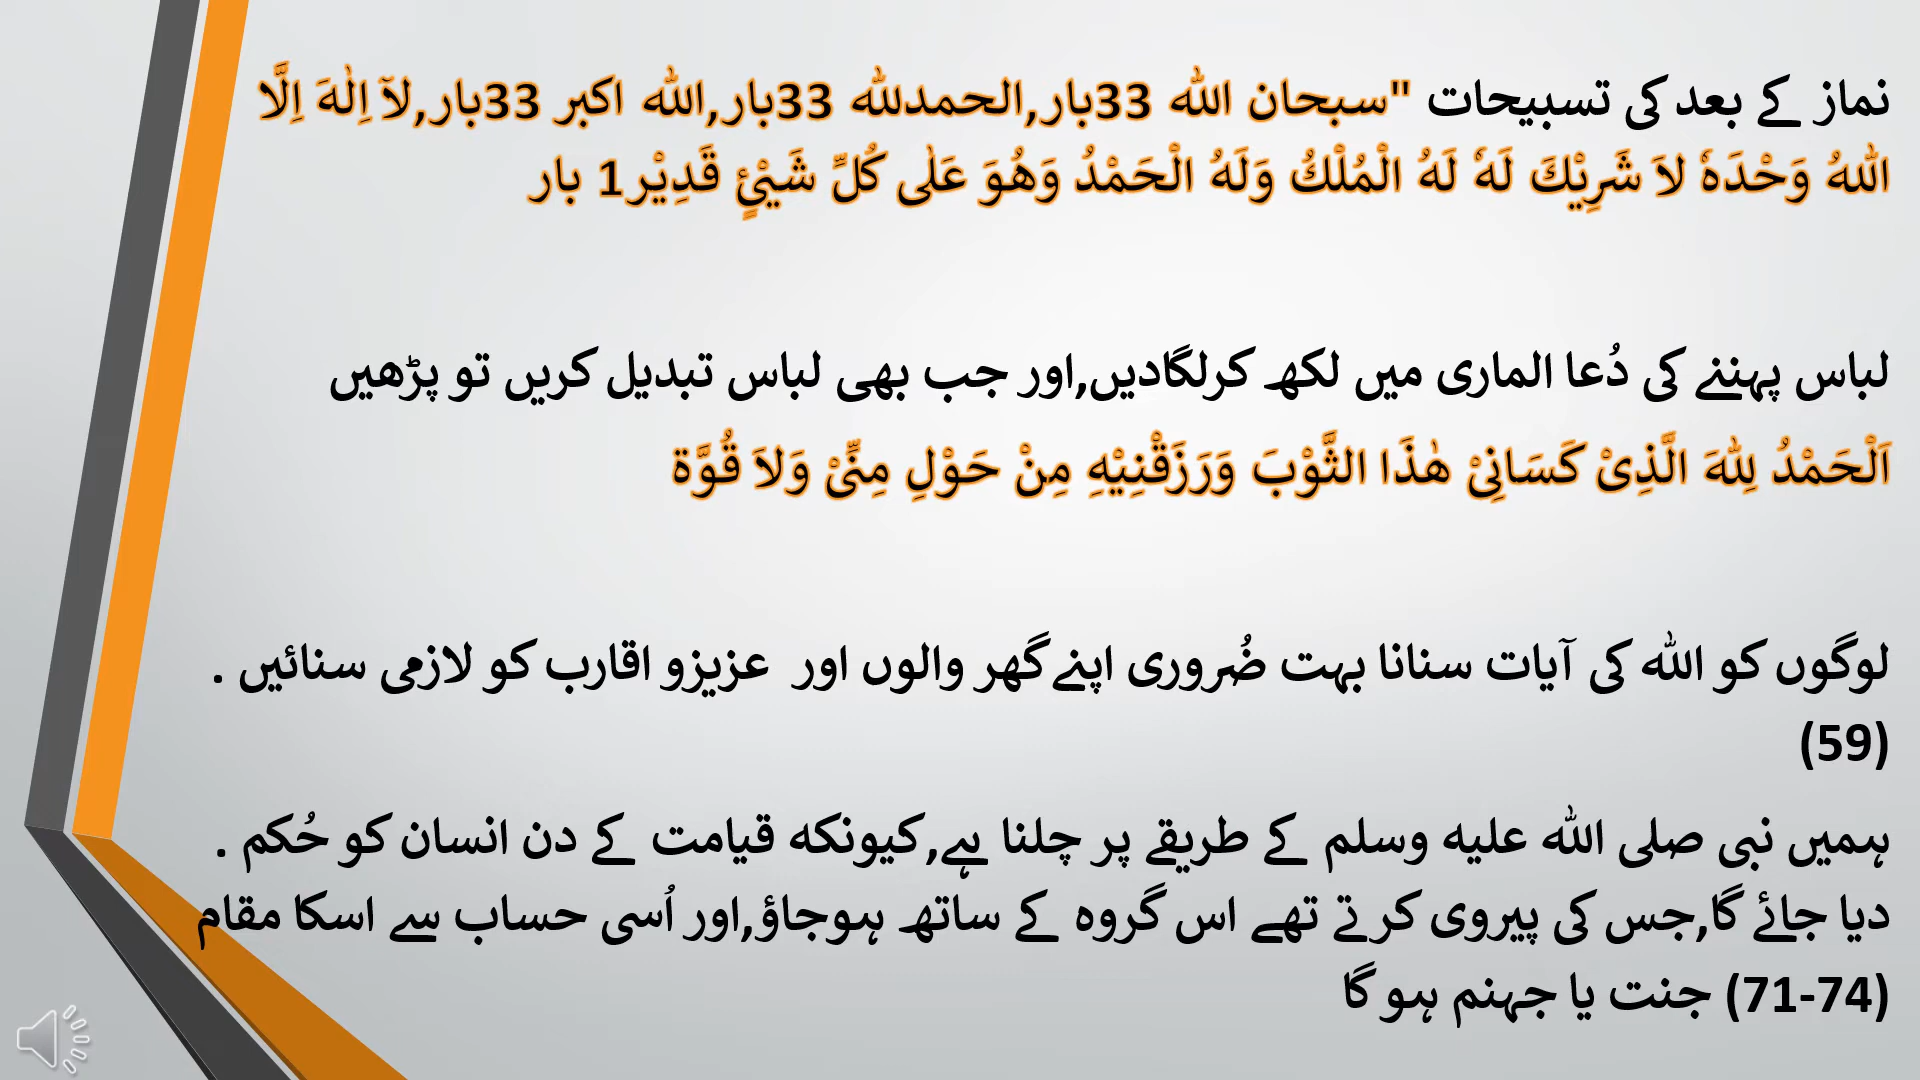 نماز کے بعد کی تسبیحات "سبحان اللہ 33بار,الحمدللہ 33بار,اللہ اکبر 33بار,لآ اِلٰهَ اِلَّا
اللهُ وَحْدَهٗ لاَ شَرِيْكَ لَهٗ لَهُ الْمُلْكُ وَلَهُ الْحَمْدُ وَهُوَ عَلٰى كُلِّ شَيْئٍ قَدِيْر1 بار
لباس پہننے کی دُعا الماری میں لکھ کرلگادیں,اور جب بھی لباس تبدیل کریں تو پڑھیں
اَلْحَمْدُ لِلهَ الَّذِىْ كَسَانِىْ هٰذَا الثَّوْبَ وَرَزَقْنِيْهِ مِنْ حَوْلِ مِنِّىْ وَلاَ قُوَّة
لوگوں کو اللہ کی آیات سنانا بہت ضُروری اپنے گھر والوں اور عزیزو اقارب کو لازمی سنائیں .
(59)
ہمیں نبی صلی اللہ علیہ وسلم کے طریقے پر چلنا ہے,کیونکہ قیامت کے دن انسان کو حُکم .
دیا جائے گا,جس کی پیروی کرتے تھے اس گروہ کے ساتھ ہوجاؤ,اور اُسی حساب سے اسکا مقام
(71-74) جنت یا جہنم ہو گا